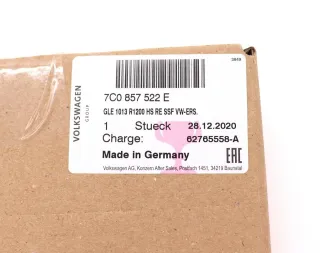 3849
VOLKSWAGEN
GROUP
7C0 857 522 E
GLE 1013 R1200 HS RE SSF VW-ERS.
1 Stueck 28.12.2020
Charge: 62765558-A
Made in Germany
EAC
Volkswagen AG, Konzern After Sales, Postfach 1451, 34219 Baunatal